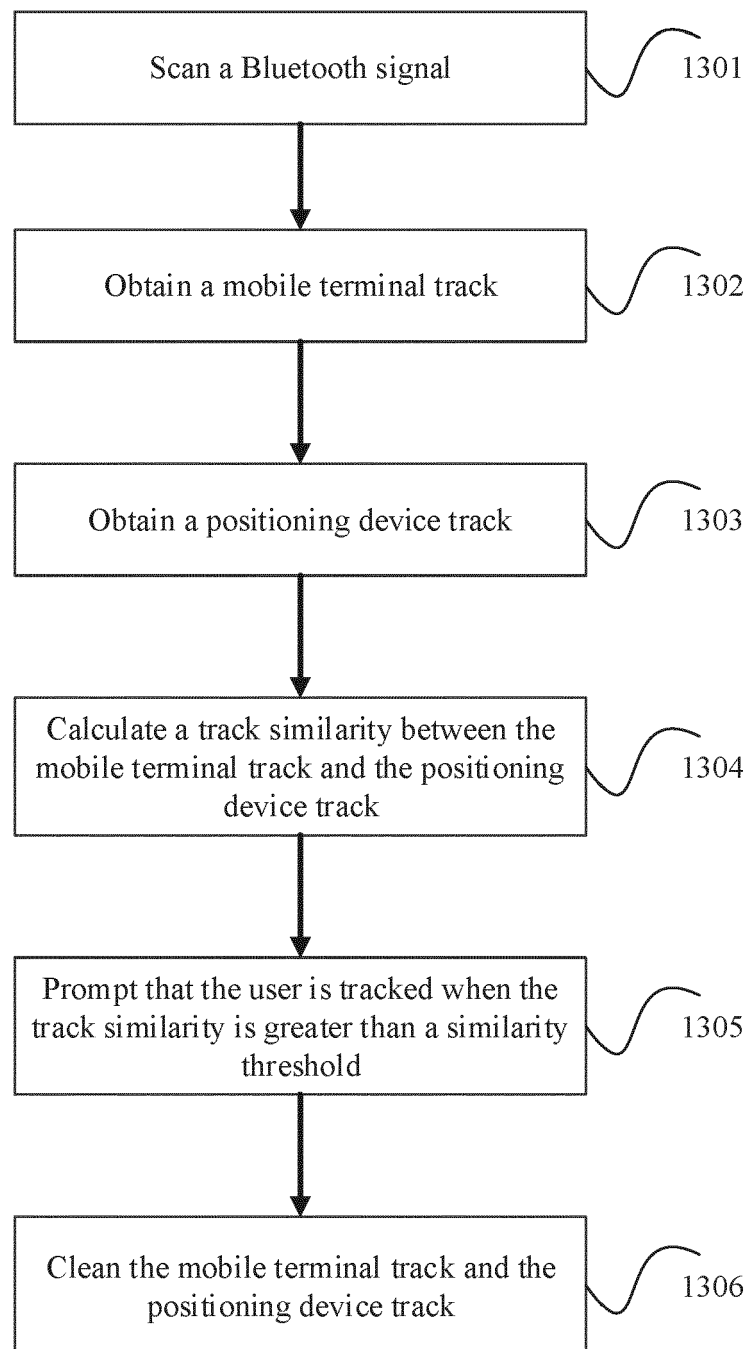 Scan a Bluetooth signal
1301
Obtain a mobile terminal track
1302
Obtain a positioning device track
1303
Calculate a track similarity between the
mobile terminal track and the positioning
device track
1304
Prompt that the user is tracked when the
track similarity is greater than a similarity
threshold
1305
Clean the mobile terminal track and the
positioning device track
1306